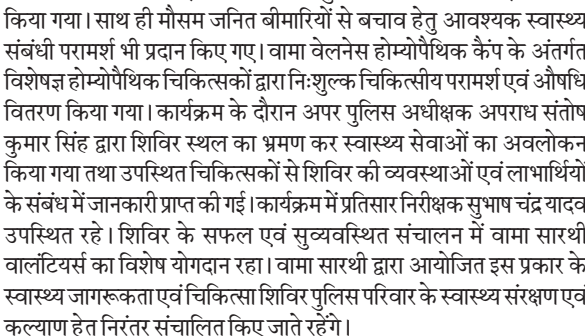 किया गया। साथ ही मौसम जनित बीमारियों से बचाव हेतु आवश्यक स्वास्थ्य
संबंधी परामर्श भी प्रदान किए गए। वामा वेलनेस होम्योपैथिक कैंप के अंतर्गत
विशेषज्ञ होम्योपैथिक चिकित्सकों द्वारा निःशुल्क चिकित्सीय परामर्श एवं औषधि
वितरण किया गया। कार्यक्रम के दौरान अपर पुलिस अधीक्षक अपराध संतोष
कुमार सिंह द्वारा शिविर स्थल का भ्रमण कर स्वास्थ्य सेवाओं का अवलोकन
किया गया तथा उपस्थित चिकित्सकों से शिविर की व्यवस्थाओं एवं लाभार्थियों
के संबंध में जानकारी प्राप्त की गई।कार्यक्रम में प्रतिसार निरीक्षक सुभाष चंद्र यादव
उपस्थित रहे। शिविर के सफल एवं सुव्यवस्थित संचालन में वामा सारथी
वालंटियर्स का विशेष योगदान रहा। वामा सारथी द्वारा आयोजित इस प्रकार के
स्वास्थ्य जागरूकता एवं चिकित्सा शिविर पुलिस परिवार के स्वास्थ्य संरक्षण एवं
कल्याण हेतु निरंतर संचालित किए जाते रहेंगे।